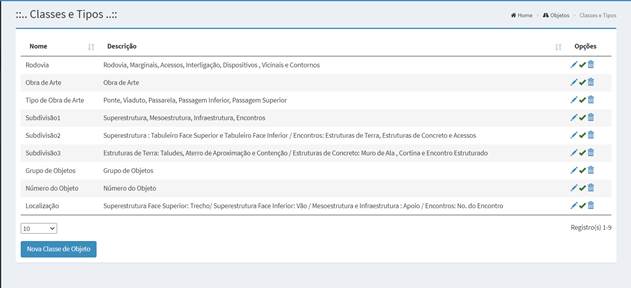 ::.. Classes e Tipos ..::
Home > Objetos > Classes e Tipos
Nome Descrição Opções
Rodovia Rodovia, Marginais, Acessos, Interligação, Dispositivos , Vicinais e Contornos
Obra de Arte Obra de Arte
Tipo de Obra de Arte Ponte, Viaduto, Passarela, Passagem Inferior, Passagem Superior
Subdivisão1 Superestrutura, Mesoestrutura, Infraestrutura, Encontros
Subdivisão2 Superestrutura : Tabuleiro Face Superior e Tabuleiro Face Inferior / Encontros: Estruturas de Terra, Estruturas de Concreto e Acessos
Subdivisão3 Estruturas de Terra: Taludes, Aterro de Aproximação e Contenção / Estruturas de Concreto: Muro de Ala , Cortina e Encontro Estruturado
Grupo de Objetos Grupo de Objetos
Número do Objeto Número do Objeto
Localização Superestrutura Face Superior: Trecho/ Superestrutura Face Inferior: Vão / Mesoestrutura e Infraestrutura : Apoio / Encontros: No. do Encontro
10 Registro(s) 1-9
Nova Classe de Objeto